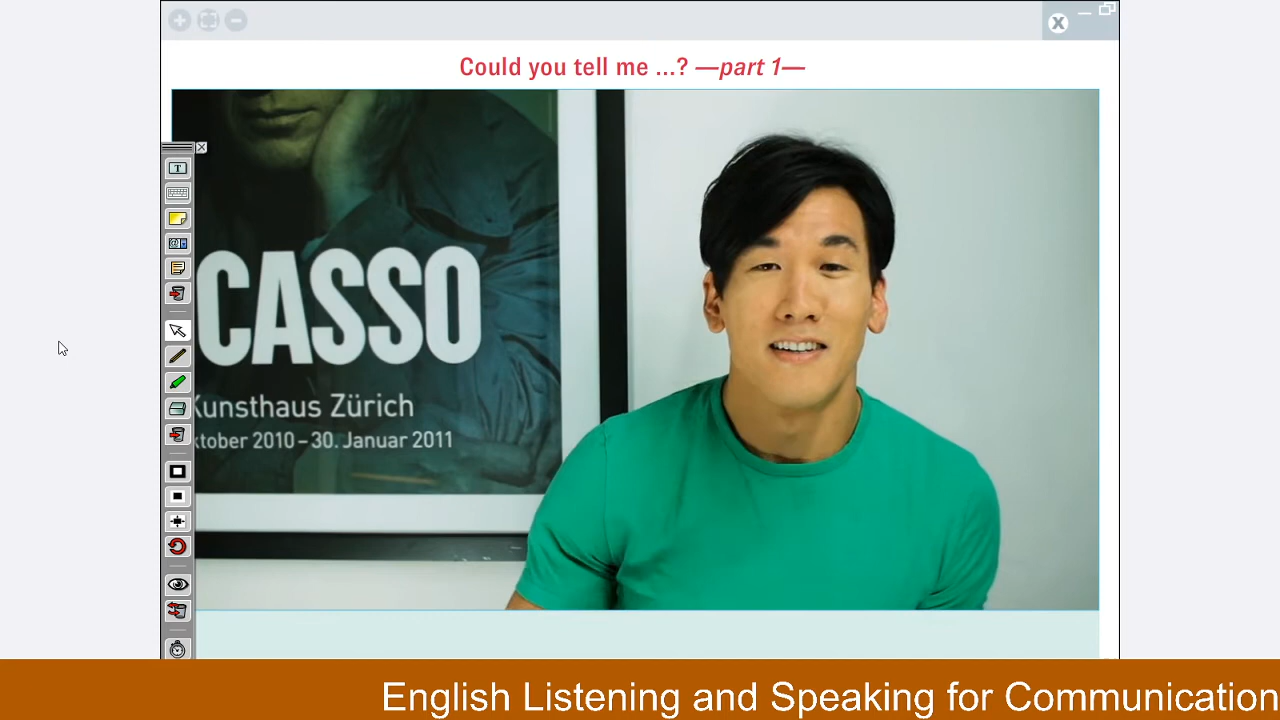 Could you tell me ...? —part 1—
CASSO
Kunsthaus Zürich
ktober 2010 – 30. Januar 2011
English Listening and Speaking for Communication